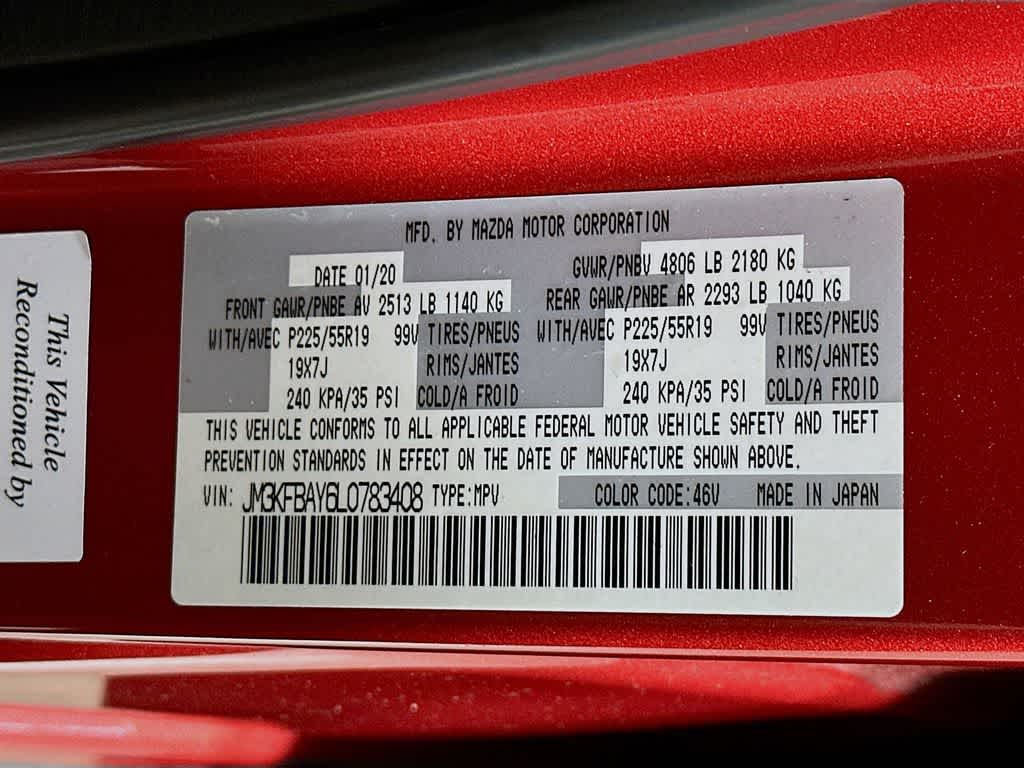 This Vehicle
Reconditioned by
MFD. BY MAZDA MOTOR CORPORATION
DATE 01/20 GVWR/PNBV 4806 LB 2180 KG
FRONT GAWR/PNBE AV 2513 LB 1140 KG REAR GAWR/PNBE AR 2293 LB 1040 KG
WITH/AVEC P225/55R19 99V TIRES/PNEUS WITH/AVEC P225/55R19 99V TIRES/PNEUS
19X7J RIMS/JANTES 19X7J RIMS/JANTES
240 KPA/35 PSI COLD/A FROID 240 KPA/35 PSI COLD/A FROID
THIS VEHICLE CONFORMS TO ALL APPLICABLE FEDERAL MOTOR VEHICLE SAFETY AND THEFT
PREVENTION STANDARDS IN EFFECT ON THE DATE OF MANUFACTURE SHOWN ABOVE.
VIN: JM3KFBAY6L0783408 TYPE:MPV COLOR CODE:46V MADE IN JAPAN